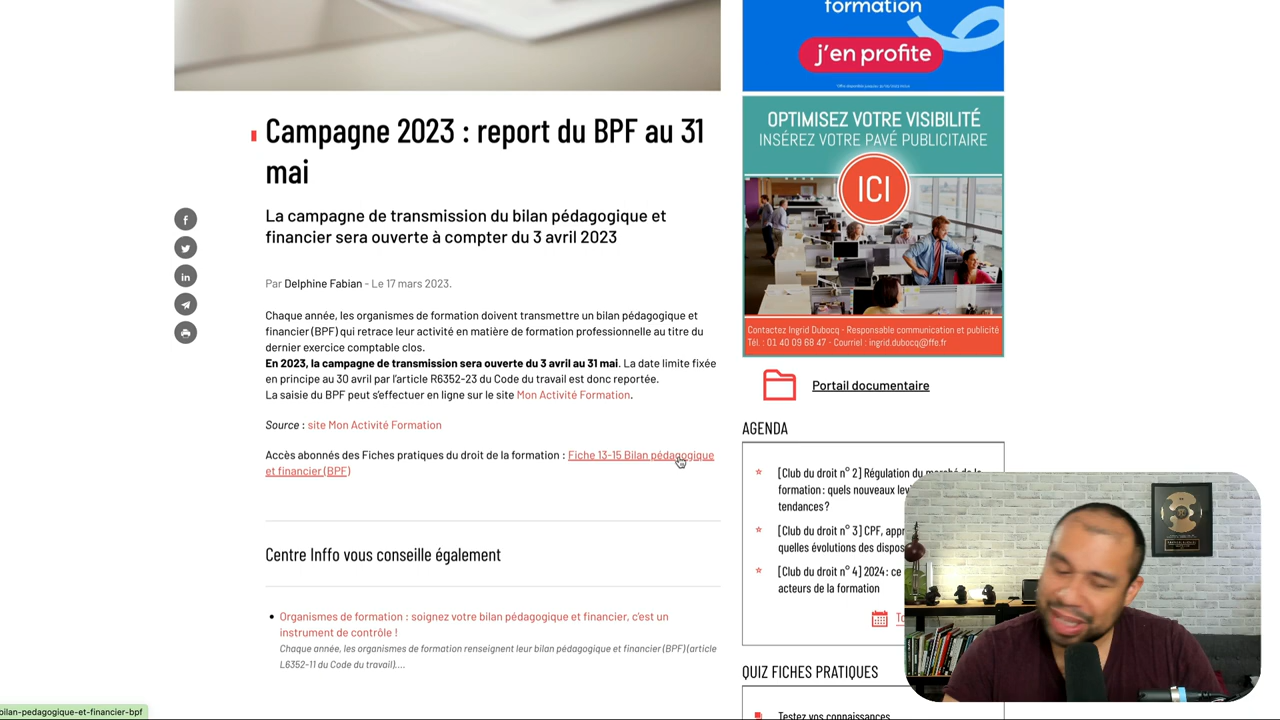 Campagne 2023 : report du BPF au 31
mai
La campagne de transmission du bilan pédagogique et
financier sera ouverte à compter du 3 avril 2023
Par Delphine Fabian - Le 17 mars 2023.
Chaque année, les organismes de formation doivent transmettre un bilan pédagogique et
financier (BPF) qui retrace leur activité en matière de formation professionnelle au titre du
dernier exercice comptable clos.
En 2023, la campagne de transmission sera ouverte du 3 avril au 31 mai. La date limite fixée
en principe au 30 avril par l'article R6352-23 du Code du travail est donc reportée.
La saisie du BPF peut s'effectuer en ligne sur le site Mon Activité Formation.
Source : site Mon Activité Formation
Accès abonnés des Fiches pratiques du droit de la formation : Fiche 13-15 Bilan pédagogique
et financier (BPF)
Centre Inffo vous conseille également
• Organismes de formation : soignez votre bilan pédagogique et financier, c'est un
instrument de contrôle !
Chaque année, les organismes de formation renseignent leur bilan pédagogique et financier (BPF) (article
L6352-11 du Code du travail)....
bilan-pedagogique-et-financier-bpf
formation
j'en profite
OPTIMISEZ VOTRE VISIBILITÉ
INSÉREZ VOTRE PAVÉ PUBLICITAIRE
ICI
Contactez Ingrid Dubocq - Responsable communication et publicité
Tél. : 01 40 09 68 47 - Courriel : ingrid.dubocq@ffe.fr
Portail documentaire
AGENDA
[Club du droit n° 2] Régulation du marché de la
formation : quels nouveaux
tendances ?
[Club du droit n° 3] CPF,
quelles évolutions des
[Club du droit n° 4] 2024 : ce
acteurs de la formation
QUIZ FICHES PRATIQUES
Testez vos connaissances